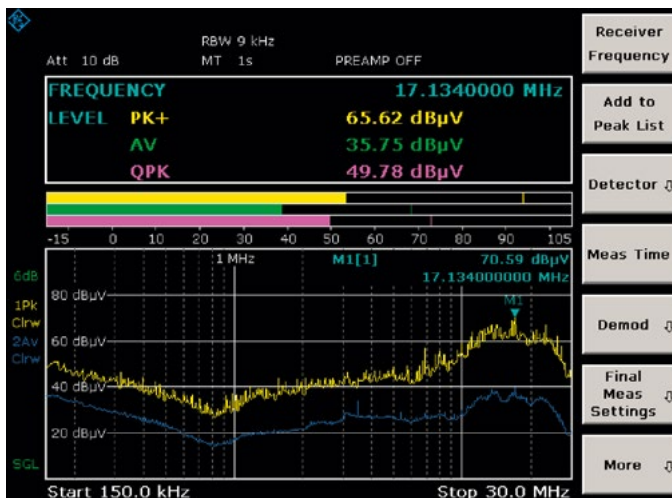 RBW 9 kHz
Att 10 dB MT 1s PREAMP OFF
FREQUENCY 17.1340000 MHz
LEVEL PK+ 65.62 dBµV
AV 35.75 dBµV
QPK 49.78 dBµV
-15 0 10 20 30 40 50 60 70 80 90 105
1 MHz M1[1] 70.59 dBµV
17.134000000 MHz
6dB
80 dBµV
M1
1Pk
Clrw
60 dBµV
2Av
Clrw
40 dBµV
20 dBµV
SGL
Start 150.0 kHz Stop 30.0 MHz
Receiver
Frequency
Add to
Peak List
Detector
Meas Time
Demod
Final
Meas
Settings
More